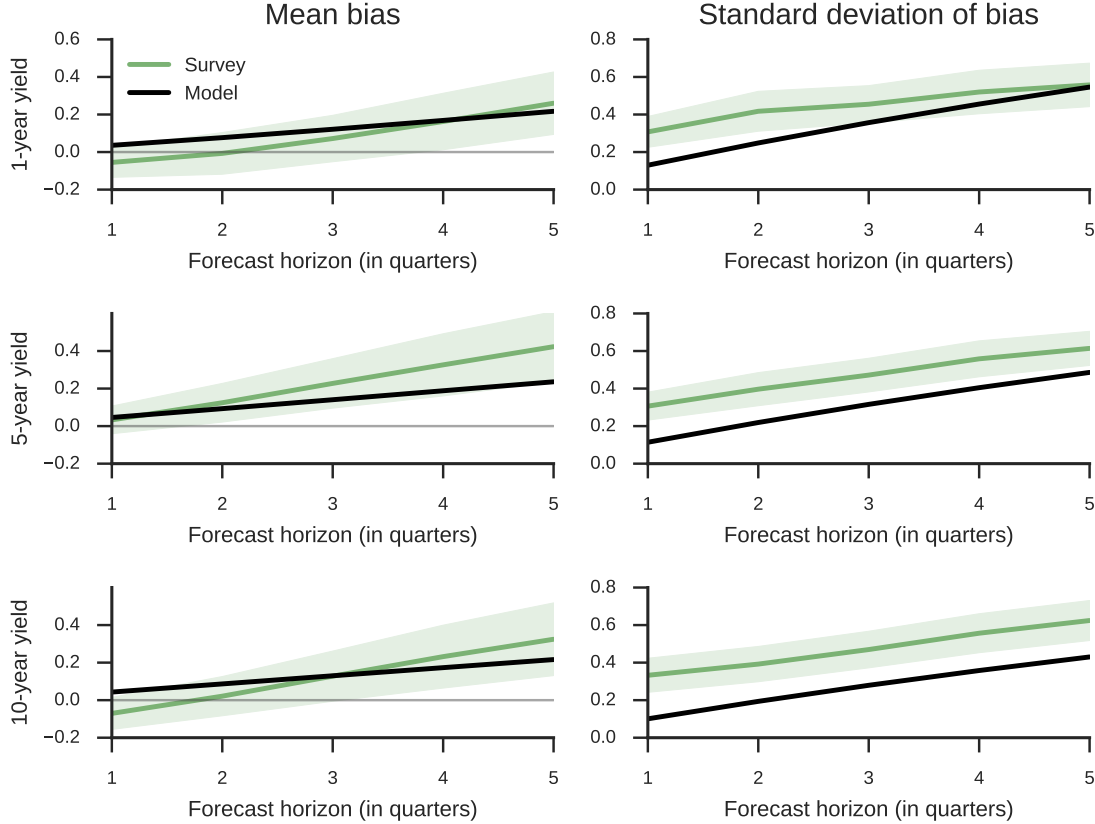 Mean bias
Standard deviation of bias
1-year yield
0.6
0.4
0.2
0.0
−0.2
Survey
Model
1 2 3 4 5
Forecast horizon (in quarters)
0.8
0.6
0.4
0.2
0.0
1 2 3 4 5
Forecast horizon (in quarters)
5-year yield
0.4
0.2
0.0
−0.2
1 2 3 4 5
Forecast horizon (in quarters)
0.8
0.6
0.4
0.2
0.0
1 2 3 4 5
Forecast horizon (in quarters)
10-year yield
0.4
0.2
0.0
−0.2
1 2 3 4 5
Forecast horizon (in quarters)
0.8
0.6
0.4
0.2
0.0
1 2 3 4 5
Forecast horizon (in quarters)